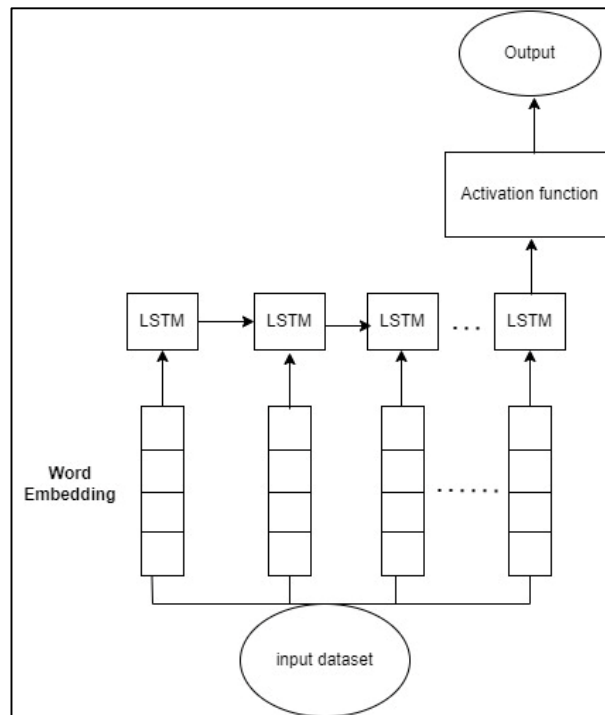 Output
Activation function
LSTM
LSTM
LSTM
. . .
LSTM
Word
Embedding
. . . . . .
input dataset